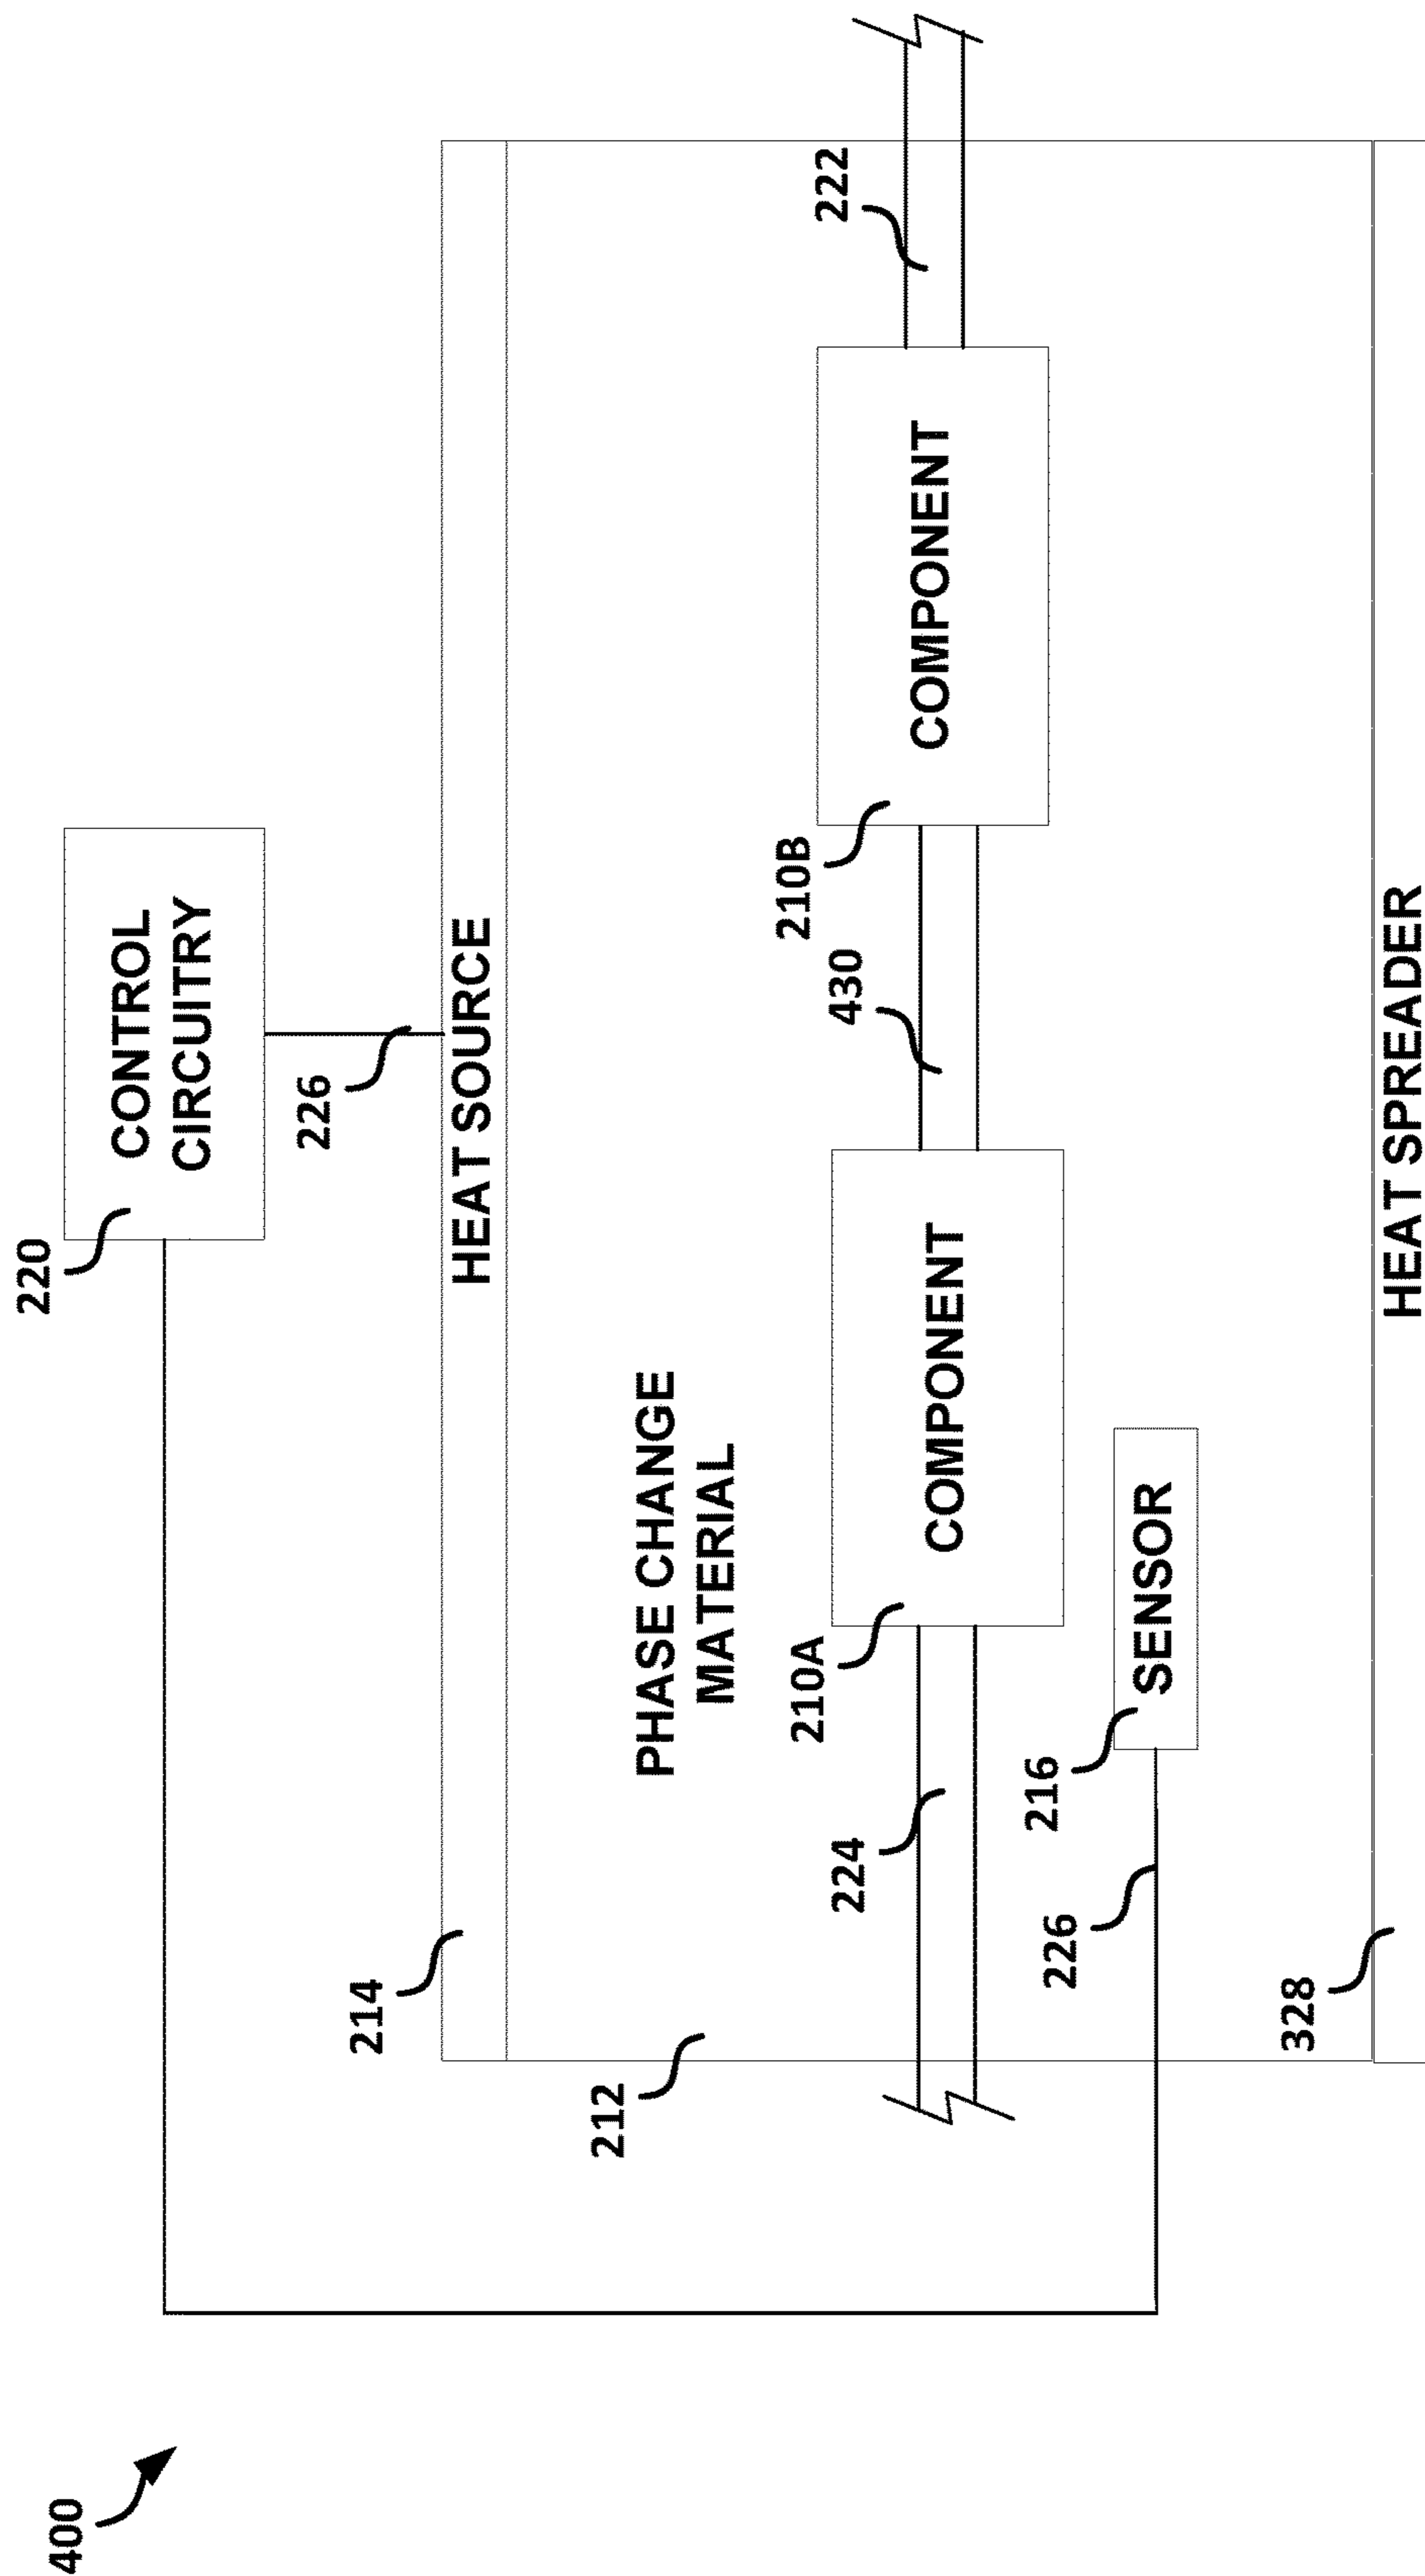 400
220
CONTROL
CIRCUITRY
226
214
HEAT SOURCE
212
PHASE CHANGE
MATERIAL
224
210A
COMPONENT
430
210B
COMPONENT
222
226
216
SENSOR
328
HEAT SPREADER